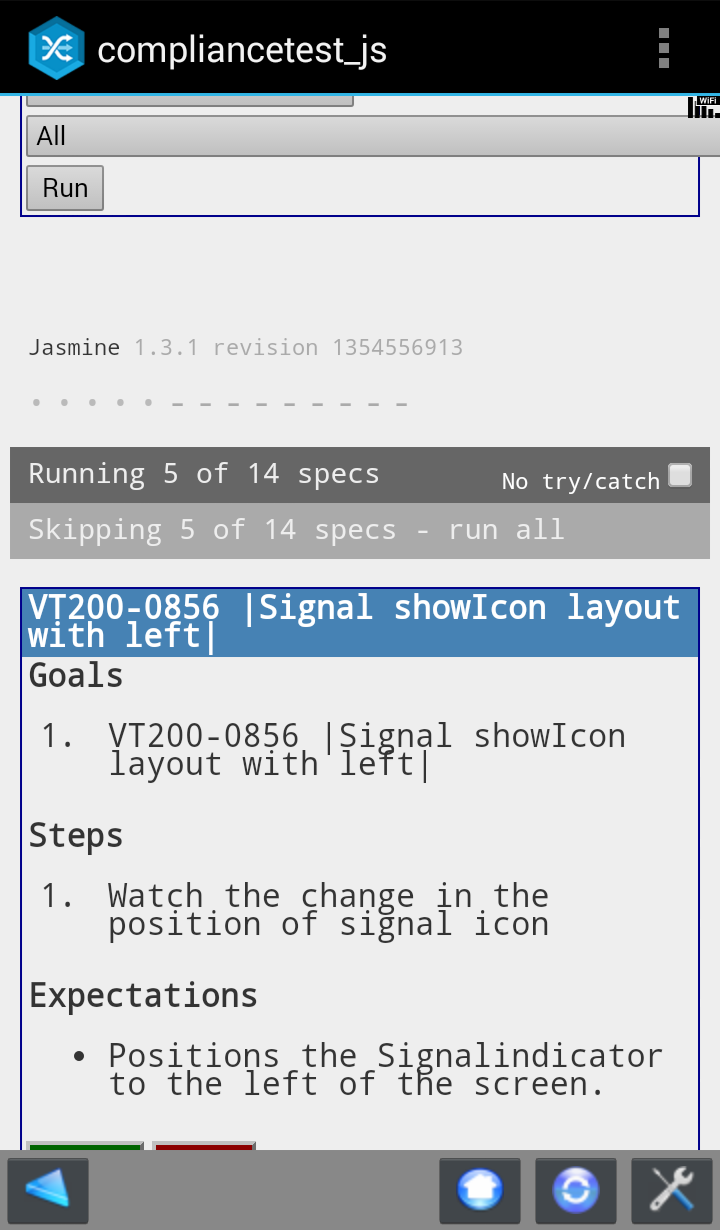 compliancetest_js
WiFi
All
Run
Jasmine 1.3.1 revision 1354556913
• • • • • - - - - - - - - -
Running 5 of 14 specs
No try/catch
Skipping 5 of 14 specs - run all
VT200-0856 |Signal showIcon layout
with left|
Goals
1. VT200-0856 |Signal showIcon
layout with left|
Steps
1. Watch the change in the
position of signal icon
Expectations
• Positions the Signalindicator
to the left of the screen.